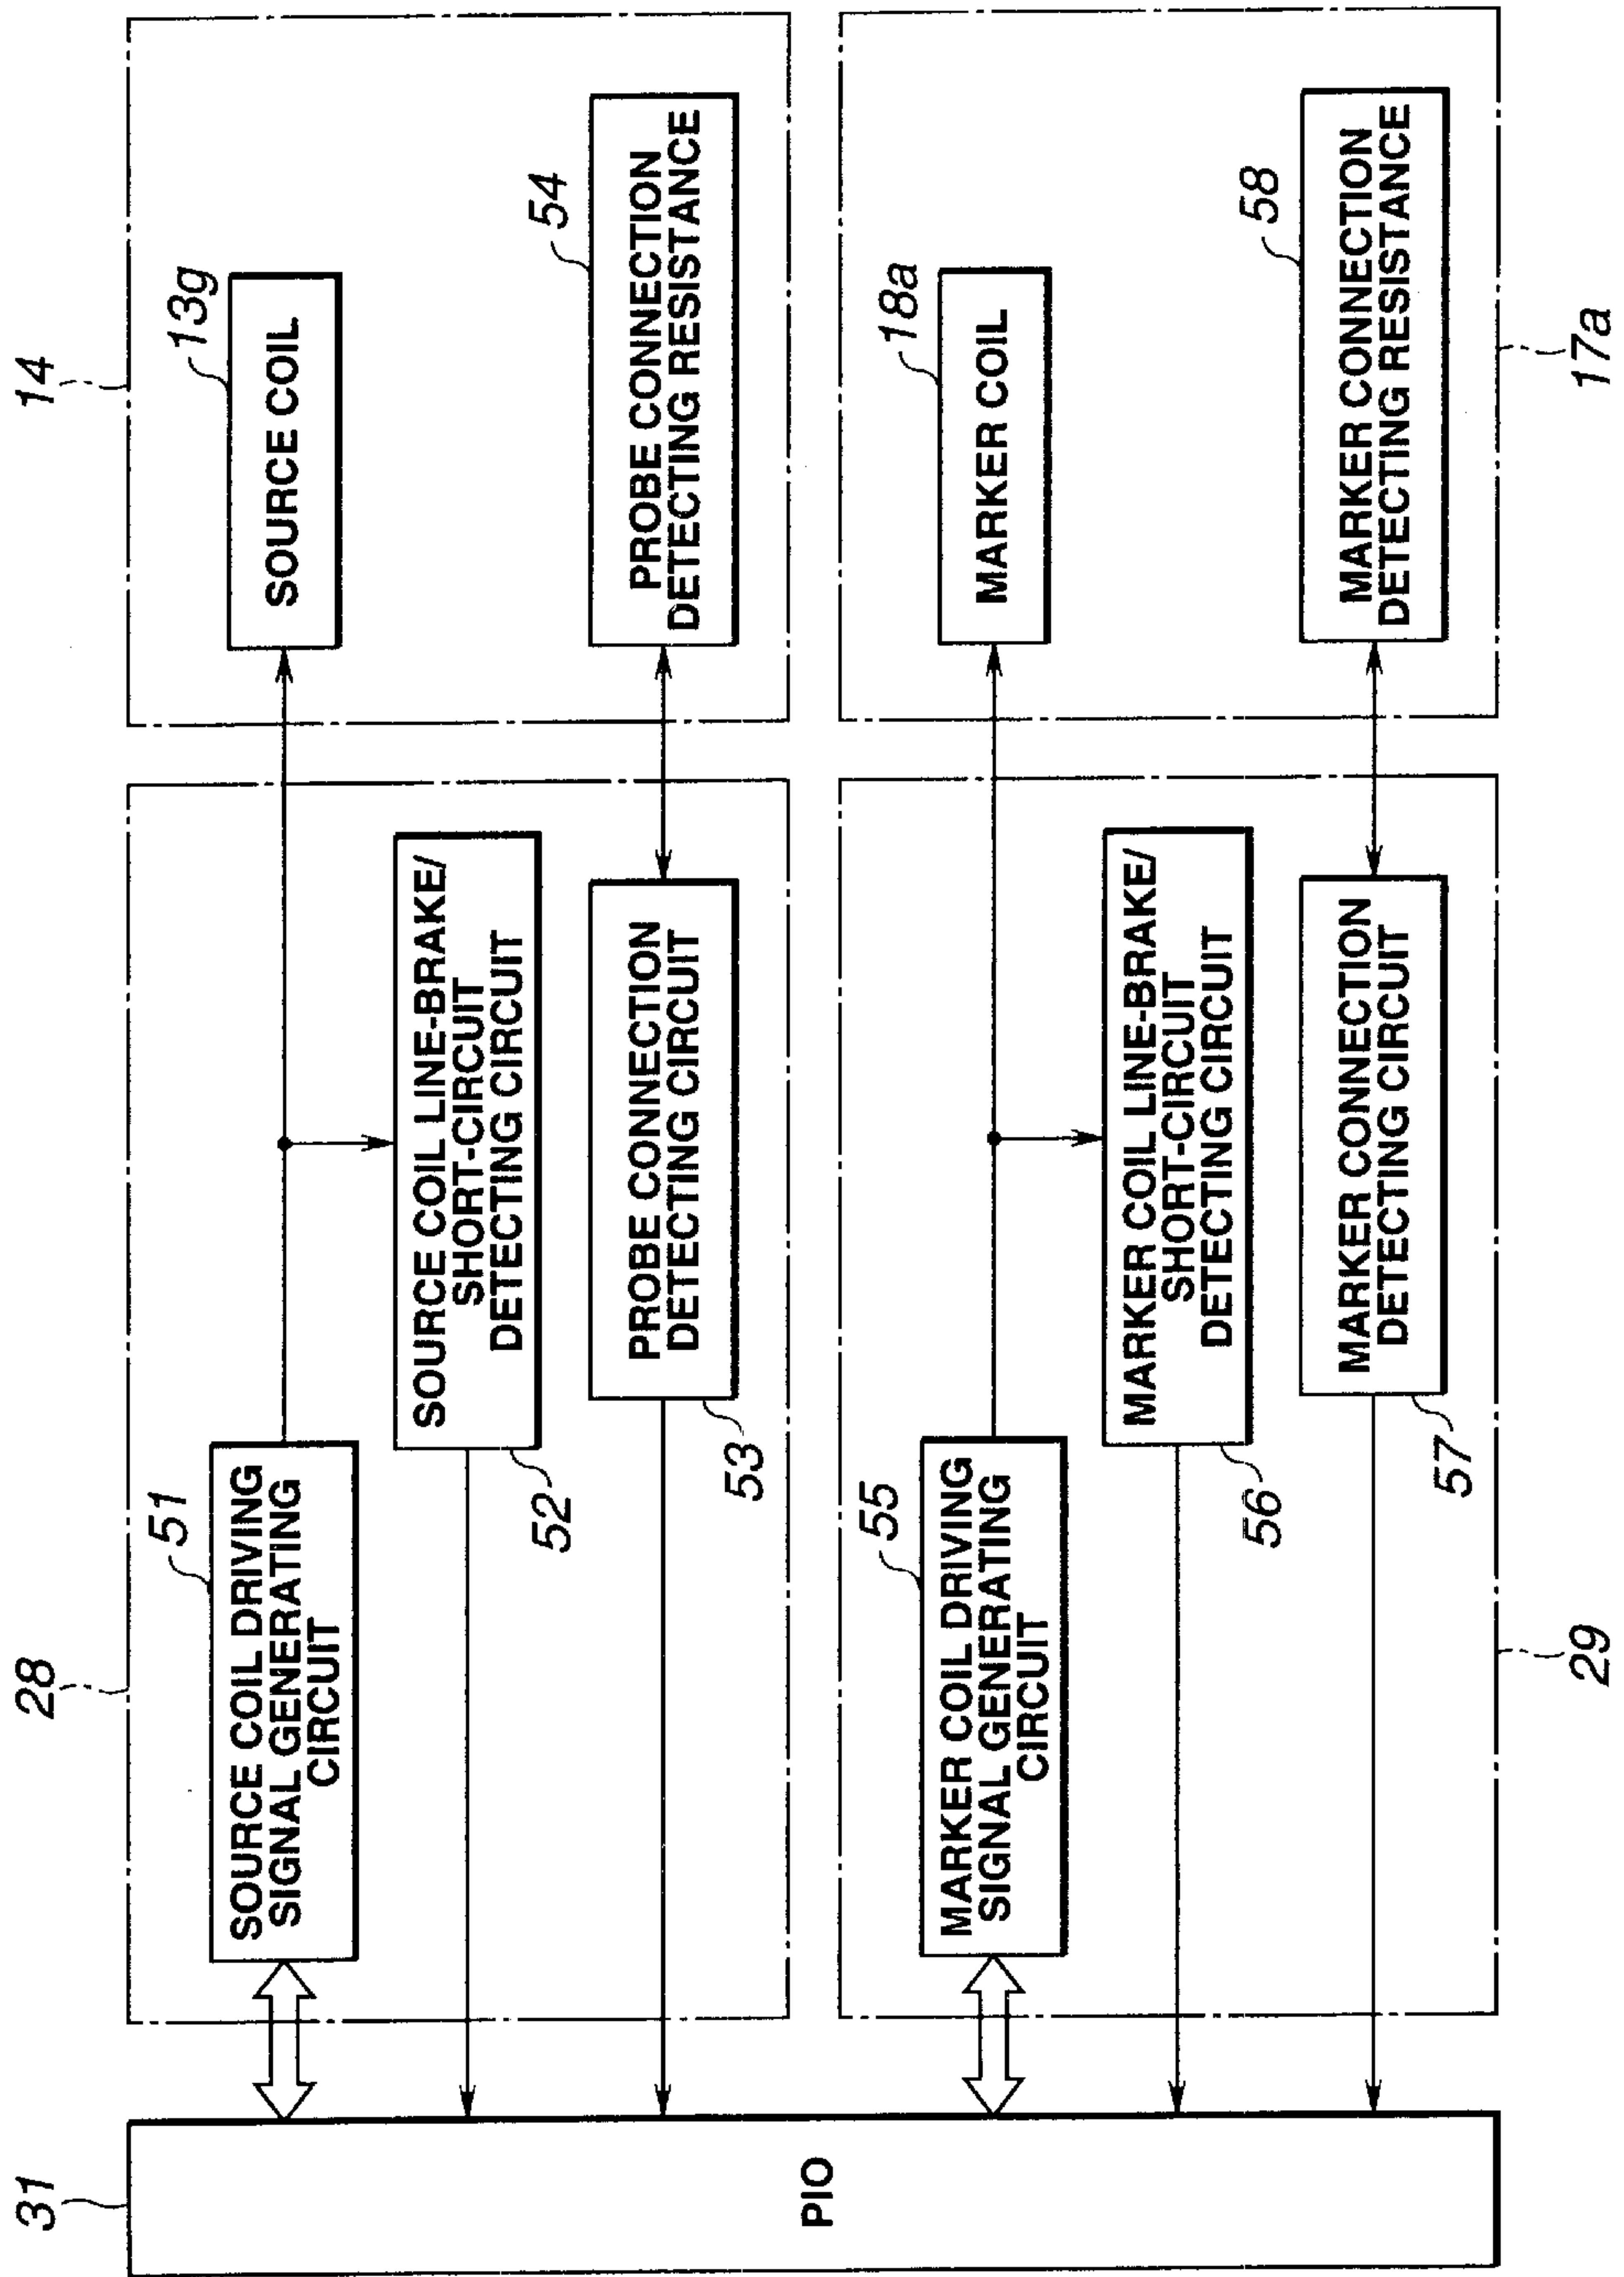 31
PIO
28
51
SOURCE COIL DRIVING
SIGNAL GENERATING
CIRCUIT
SOURCE COIL LINE-BRAKE/
SHORT-CIRCUIT
DETECTING CIRCUIT
52
PROBE CONNECTION
DETECTING CIRCUIT
53
14
13g
SOURCE COIL
54
PROBE CONNECTION
DETECTING RESISTANCE
55
MARKER COIL DRIVING
SIGNAL GENERATING
CIRCUIT
MARKER COIL LINE-BRAKE/
SHORT-CIRCUIT
DETECTING CIRCUIT
56
MARKER CONNECTION
DETECTING CIRCUIT
57
29
18a
MARKER COIL
58
MARKER CONNECTION
DETECTING RESISTANCE
17a